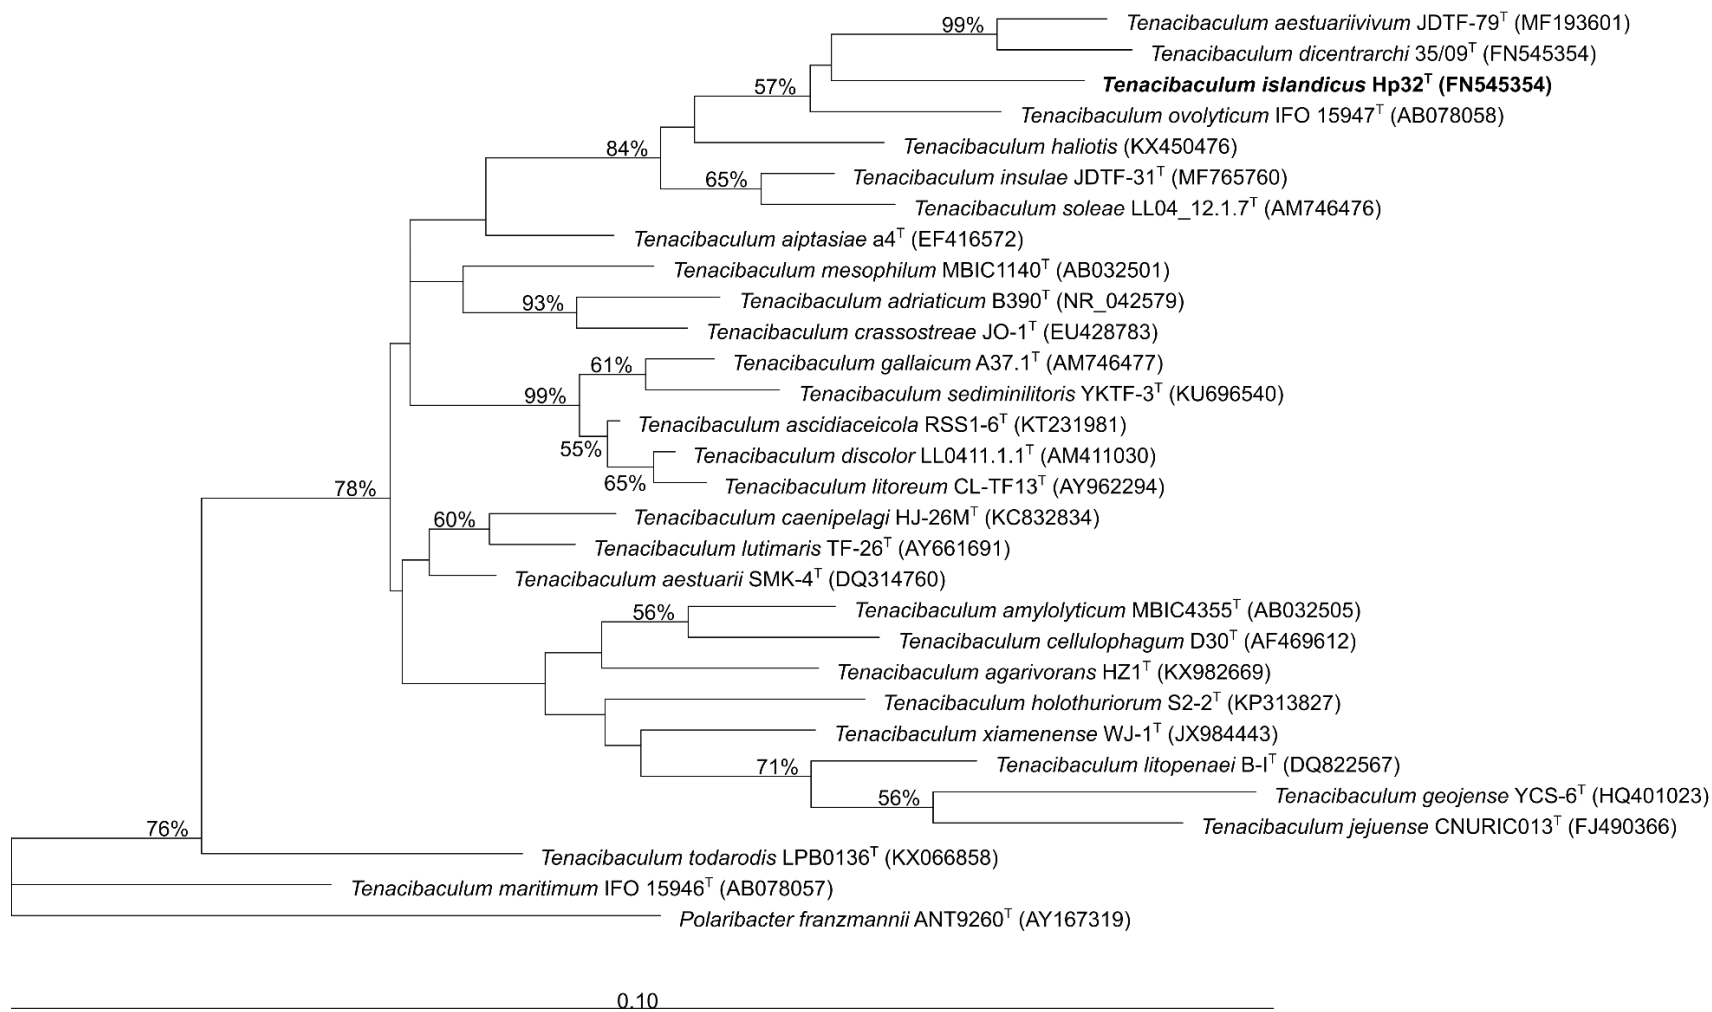 99%
Tenacibaculum aestuariivivum JDTF-79ᵀ (MF193601)
Tenacibaculum dicentrarchi 35/09ᵀ (FN545354)
57%
Tenacibaculum islandicus Hp32ᵀ (FN545354)
Tenacibaculum ovolyticum IFO 15947ᵀ (AB078058)
84%
Tenacibaculum haliotis (KX450476)
65%
Tenacibaculum insulae JDTF-31ᵀ (MF765760)
Tenacibaculum soleae LL04_12.1.7ᵀ (AM746476)
Tenacibaculum aiptasiae a4ᵀ (EF416572)
Tenacibaculum mesophilum MBIC1140ᵀ (AB032501)
93%
Tenacibaculum adriaticum B390ᵀ (NR_042579)
Tenacibaculum crassostreae JO-1ᵀ (EU428783)
61%
Tenacibaculum gallaicum A37.1ᵀ (AM746477)
99%
Tenacibaculum sediminilitoris YKTF-3ᵀ (KU696540)
Tenacibaculum ascidiaceicola RSS1-6ᵀ (KT231981)
55%
Tenacibaculum discolor LL0411.1.1ᵀ (AM411030)
65%
Tenacibaculum litoreum CL-TF13ᵀ (AY962294)
78%
60%
Tenacibaculum caenipelagi HJ-26Mᵀ (KC832834)
Tenacibaculum lutimaris TF-26ᵀ (AY661691)
Tenacibaculum aestuarii SMK-4ᵀ (DQ314760)
56%
Tenacibaculum amylolyticum MBIC4355ᵀ (AB032505)
Tenacibaculum cellulophagum D30ᵀ (AF469612)
Tenacibaculum agarivorans HZ1ᵀ (KX982669)
Tenacibaculum holothuriorum S2-2ᵀ (KP313827)
Tenacibaculum xiamenense WJ-1ᵀ (JX984443)
71%
Tenacibaculum litopenaei B-Iᵀ (DQ822567)
56%
Tenacibaculum geojense YCS-6ᵀ (HQ401023)
Tenacibaculum jejuense CNURIC013ᵀ (FJ490366)
76%
Tenacibaculum todarodis LPB0136ᵀ (KX066858)
Tenacibaculum maritimum IFO 15946ᵀ (AB078057)
Polaribacter franzmannii ANT9260ᵀ (AY167319)
0.10